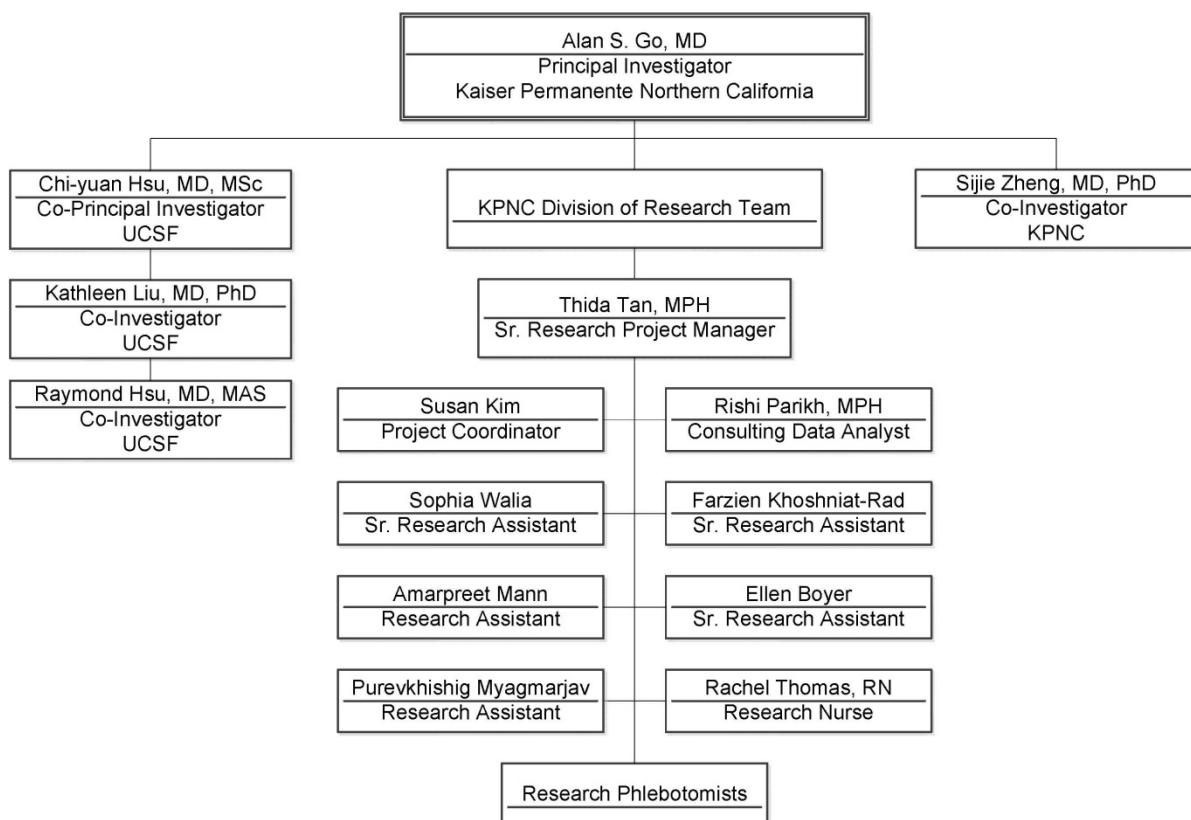 Alan S. Go, MD
Principal Investigator
Kaiser Permanente Northern California
Chi-yuan Hsu, MD, MSc
Co-Principal Investigator
UCSF
KPNC Division of Research Team
Sijie Zheng, MD, PhD
Co-Investigator
KPNC
Kathleen Liu, MD, PhD
Co-Investigator
UCSF
Thida Tan, MPH
Sr. Research Project Manager
Raymond Hsu, MD, MAS
Co-Investigator
UCSF
Susan Kim
Project Coordinator
Rishi Parikh, MPH
Consulting Data Analyst
Sophia Walia
Sr. Research Assistant
Farzien Khoshniat-Rad
Sr. Research Assistant
Amarpreet Mann
Research Assistant
Ellen Boyer
Sr. Research Assistant
Purevkhishig Myagmarjav
Research Assistant
Rachel Thomas, RN
Research Nurse
Research Phlebotomists